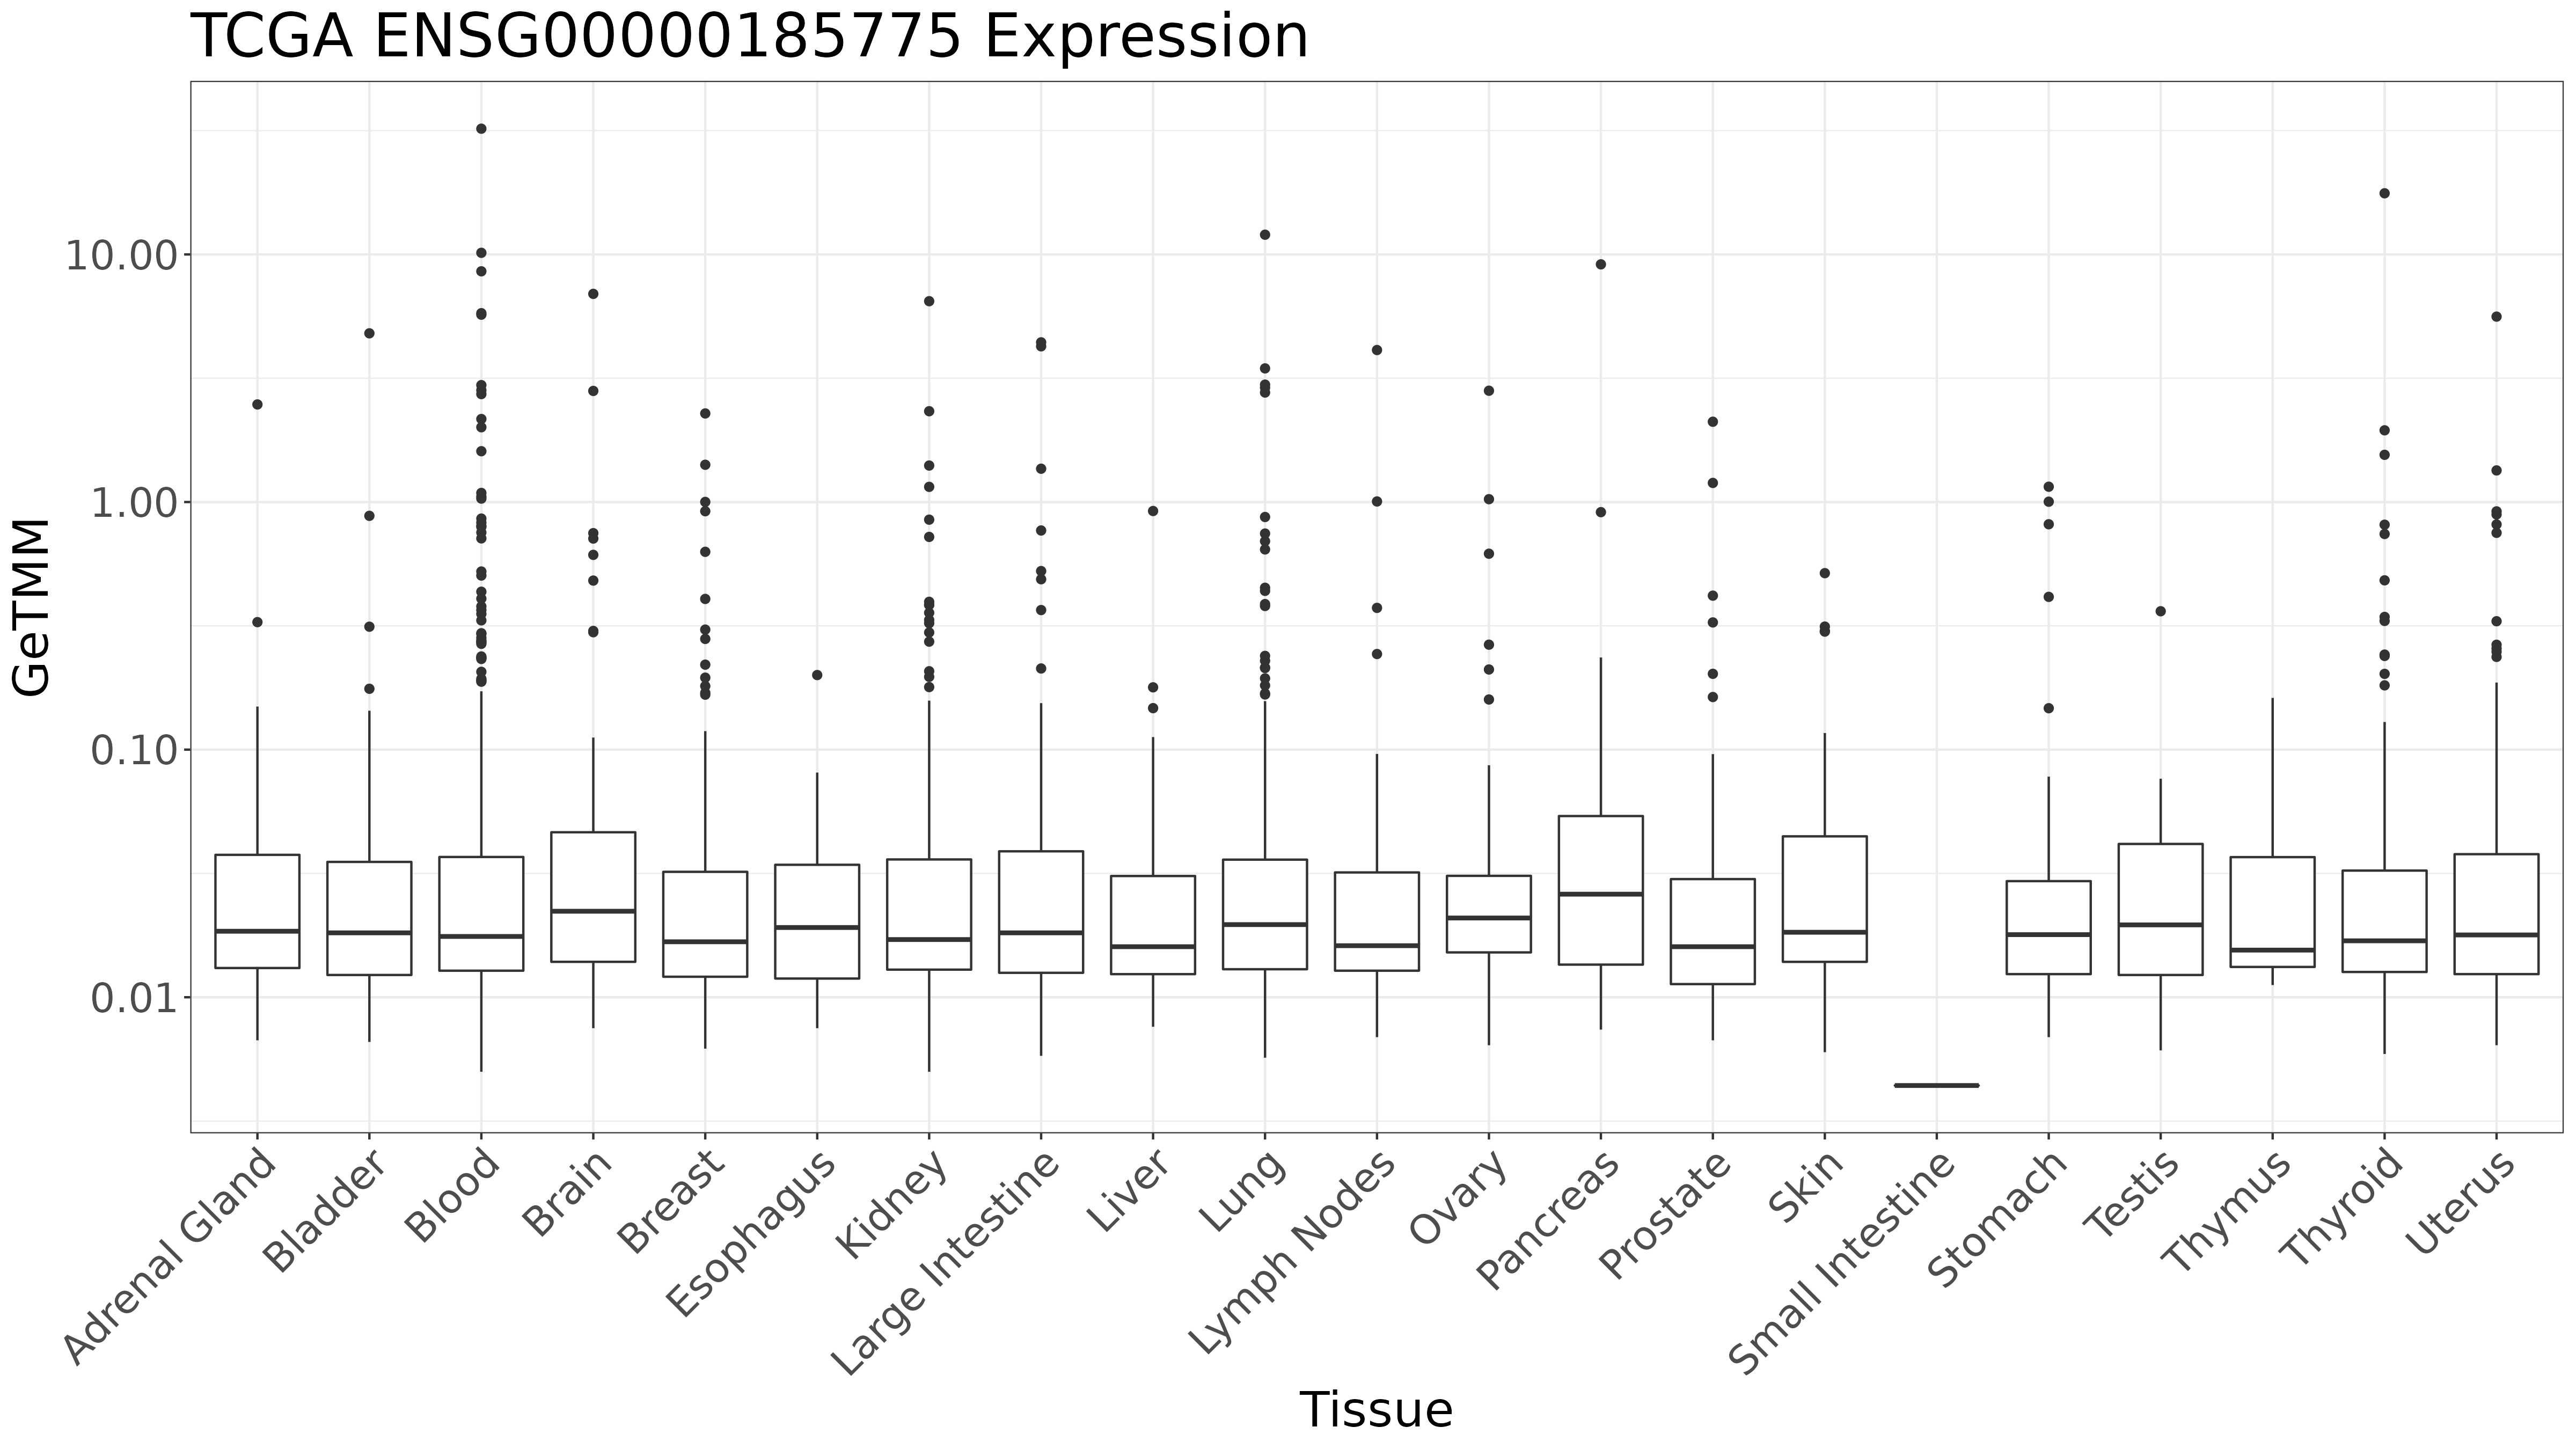 TCGA ENSG00000185775 Expression
GeTMM
10.00
1.00
0.10
0.01
Adrenal Gland
Bladder
Blood
Brain
Breast
Esophagus
Kidney
Large Intestine
Liver
Lung
Lymph Nodes
Ovary
Pancreas
Prostate
Skin
Small Intestine
Stomach
Testis
Thymus
Thyroid
Uterus
Tissue